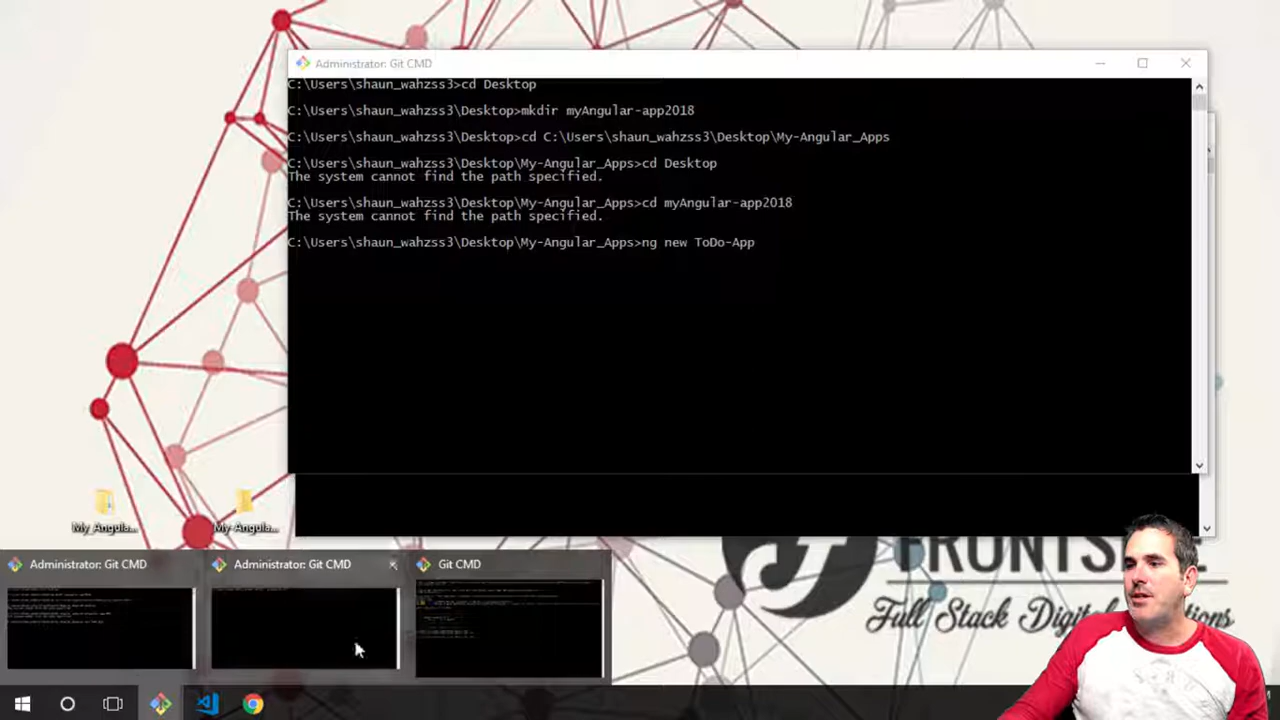 Administrator: Git CMD
C:\Users\shaun_wahzss3>cd Desktop
C:\Users\shaun_wahzss3\Desktop>mkdir myAngular-app2018
C:\Users\shaun_wahzss3\Desktop>cd C:\Users\shaun_wahzss3\Desktop\My-Angular_Apps
C:\Users\shaun_wahzss3\Desktop\My-Angular_Apps>cd Desktop
The system cannot find the path specified.
C:\Users\shaun_wahzss3\Desktop\My-Angular_Apps>cd myAngular-app2018
The system cannot find the path specified.
C:\Users\shaun_wahzss3\Desktop\My-Angular_Apps>ng new ToDo-App
My_Angula...
My-Angula...
Full Stack Digital
Administrator: Git CMD
Administrator: Git CMD
Git CMD